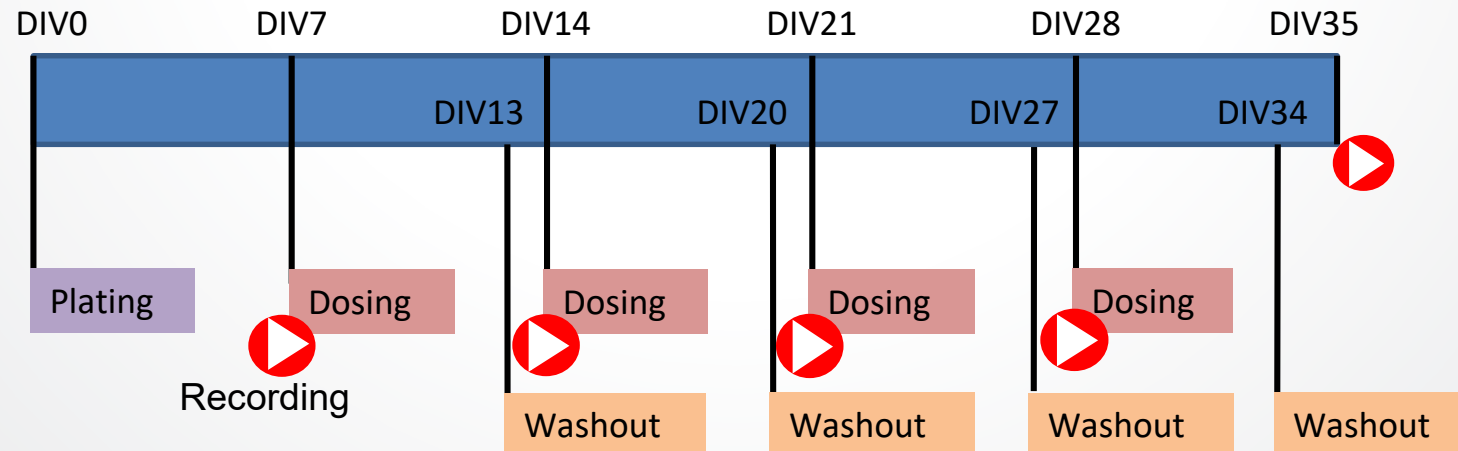 DIV0 DIV7 DIV14 DIV21 DIV28 DIV35
DIV13 DIV20 DIV27 DIV34
Plating Dosing Dosing Dosing Dosing
Recording
Washout Washout Washout Washout